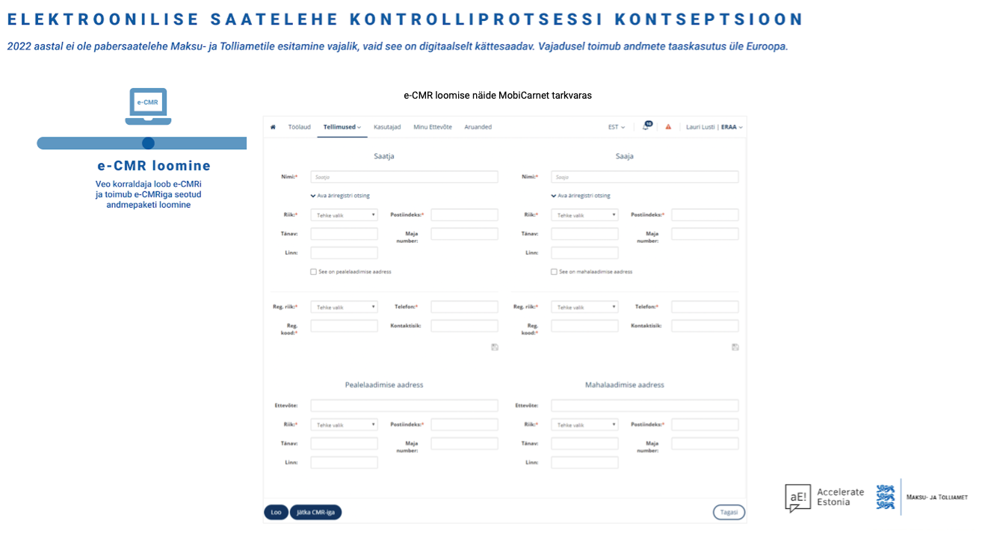 ELEKTROONILISE SAATELEHE KONTROLLIPROTSESSI KONTSEPTSIOON
2022 aastal ei ole pabersaatelehe Maksu- ja Tolliametile esitamine vajalik, vaid see on digitaalselt kättesaadav. Vajadusel toimub andmete taaskasutus üle Euroopa.
e-CMR
e-CMR loomine
Veo korraldaja loob e-CMRi
ja toimub e-CMRiga seotud
andmepaketi loomine
e-CMR loomise näide MobiCarnet tarkvaras
Töölaud Tellimused Kasutajad Minu Ettevõte Aruanded EST 10 Lauri Lusti | ERAA
Saatja Saaja
Nimi:* Saatja Nimi:* Saaja
Ava äriregistri otsing Ava äriregistri otsing
Riik:* Tehke valik Postiindeks:* Riik:* Tehke valik Postiindeks:*
Tänav: Maja number: Tänav: Maja number:
Linn: Linn:
See on pealelaadimise aadress See on mahalaadimise aadress
Reg. riik:* Tehke valik Telefon:* Reg. riik:* Tehke valik Telefon:*
Reg. kood:* Kontaktisik: Reg. kood:* Kontaktisik:
Pealelaadimise aadress Mahalaadimise aadress
Ettevõte: Ettevõte:
Riik:* Tehke valik Postiindeks:* Riik:* Tehke valik Postiindeks:*
Tänav: Maja number: Tänav: Maja number:
Linn: Linn:
Loo Jätka CMR-iga Tagasi
aE! Accelerate Estonia
MAKSU- JA TOLLIAMET